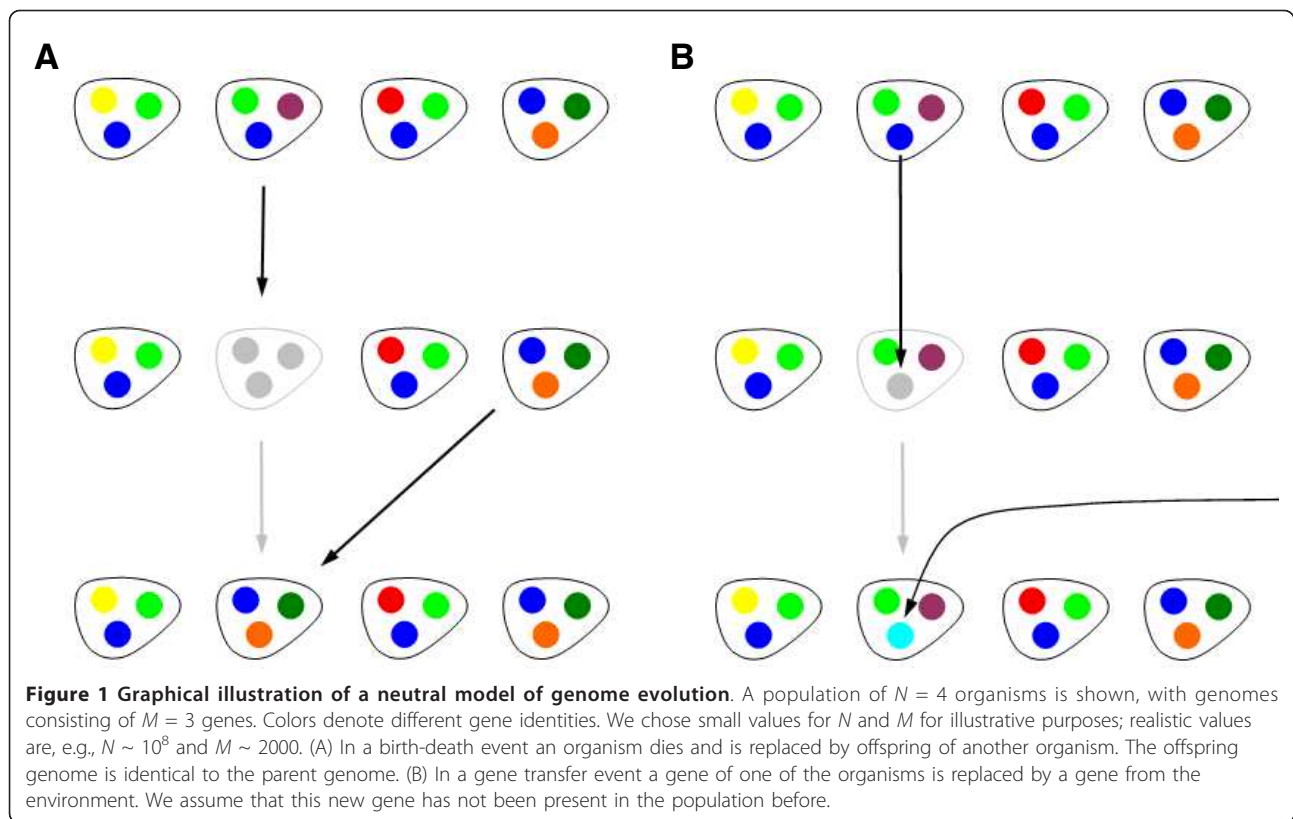 A
B
Figure 1 Graphical illustration of a neutral model of genome evolution. A population of N = 4 organisms is shown, with genomes
consisting of M = 3 genes. Colors denote different gene identities. We chose small values for N and M for illustrative purposes; realistic values
are, e.g., N ~ 10⁸ and M ~ 2000. (A) In a birth-death event an organism dies and is replaced by offspring of another organism. The offspring
genome is identical to the parent genome. (B) In a gene transfer event a gene of one of the organisms is replaced by a gene from the
environment. We assume that this new gene has not been present in the population before.